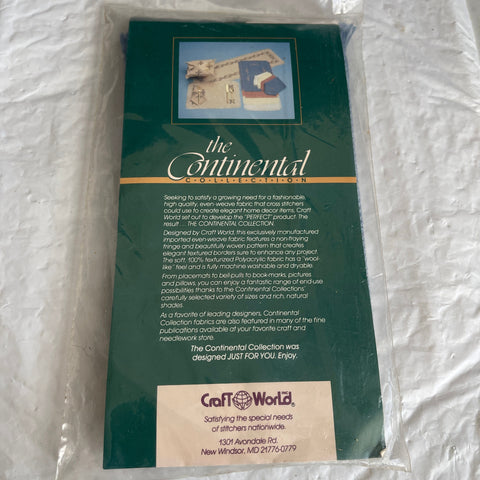 the
Continental
C•O•L•L•E•C•T•I•O•N
Seeking to satisfy a growing need for a fashionable,
high quality, even-weave fabric that cross stitchers
could use to create elegant home decor items, Craft
World set out to develop the "PERFECT" product. The
result . . . THE CONTINENTAL COLLECTION.
Designed by Craft World, this exclusively manufactured
imported even-weave fabric features a non-fraying
fringe and beautifully woven pattern that creates
elegant textured borders sure to enhance any project.
The soft, 100% texturized Polyacrylic fabric has a "wool-
like" feel and is fully machine washable and dryable.
From placemats to bell-pulls to book-marks, pictures
and pillows, you can enjoy a fantastic range of end use
possibilities thanks to the Continental Collections'
carefully selected variety of sizes and rich, natural
shades.
As a favorite of leading designers, Continental
Collection fabrics are also featured in many of the fine
publications available at your favorite craft and
needlework store.
The Continental Collection was
designed JUST FOR YOU. Enjoy.
Craft World®
Satisfying the special needs
of stitchers nationwide.
1301 Avondale Rd.
New Windsor, MD 21776-0779